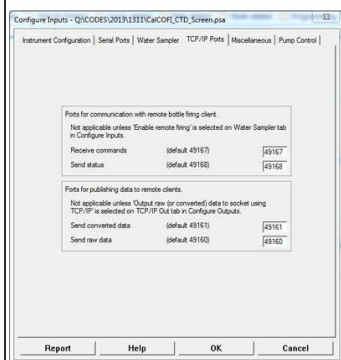 Configure Inputs - Q:\CODES\2013\1311\CalCOFI_CTD_Screen.psa
Instrument Configuration Serial Ports Water Sampler TCP/IP Ports Miscellaneous Pump Control
Ports for communication with remote bottle firing client.
Not applicable unless 'Enable remote firing' is selected on Water Sampler tab
in Configure Inputs.
Receive commands (default 49167) 49167
Send status (default 49168) 49168
Ports for publishing data to remote clients.
Not applicable unless 'Output raw (or converted) data to socket using
TCP/IP' is selected on TCP/IP Out tab in Configure Outputs.
Send converted data (default 49161) 49161
Send raw data (default 49160) 49160
Report Help OK Cancel